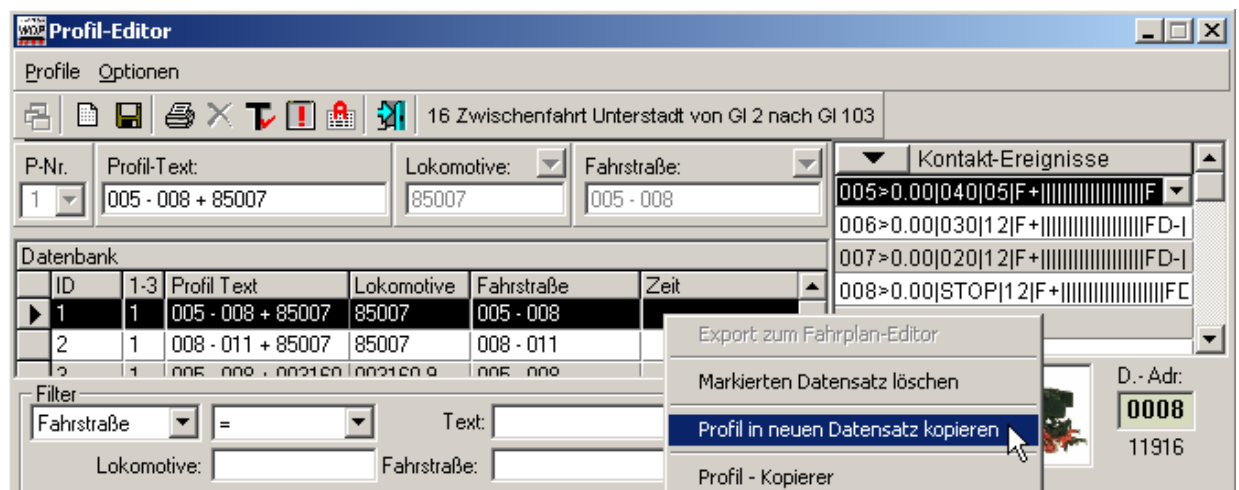 Profil-Editor
Profile Optionen
16 Zwischenfahrt Unterstadt von Gl 2 nach Gl 103
P-Nr. Profil-Text: Lokomotive: Fahrstraße: Kontakt-Ereignisse
1 005 - 008 + 85007 85007 005 - 008 005>0.00|040|05|F+||||||||||||||||||||F
006>0.00|030|12|F+||||||||||||||||||||FD-|
Datenbank 007>0.00|020|12|F+||||||||||||||||||||FD-|
ID 1-3 Profil Text Lokomotive Fahrstraße Zeit 008>0.00|STOP|12|F+||||||||||||||||||||FD
1 1 005 - 008 + 85007 85007 005 - 008
2 1 008 - 011 + 85007 85007 008 - 011 Export zum Fahrplan-Editor
Markierten Datensatz löschen D.- Adr:
Filter
Fahrstraße = Text: Profil in neuen Datensatz kopieren 0008
Lokomotive: Fahrstraße: 11916
Profil - Kopierer